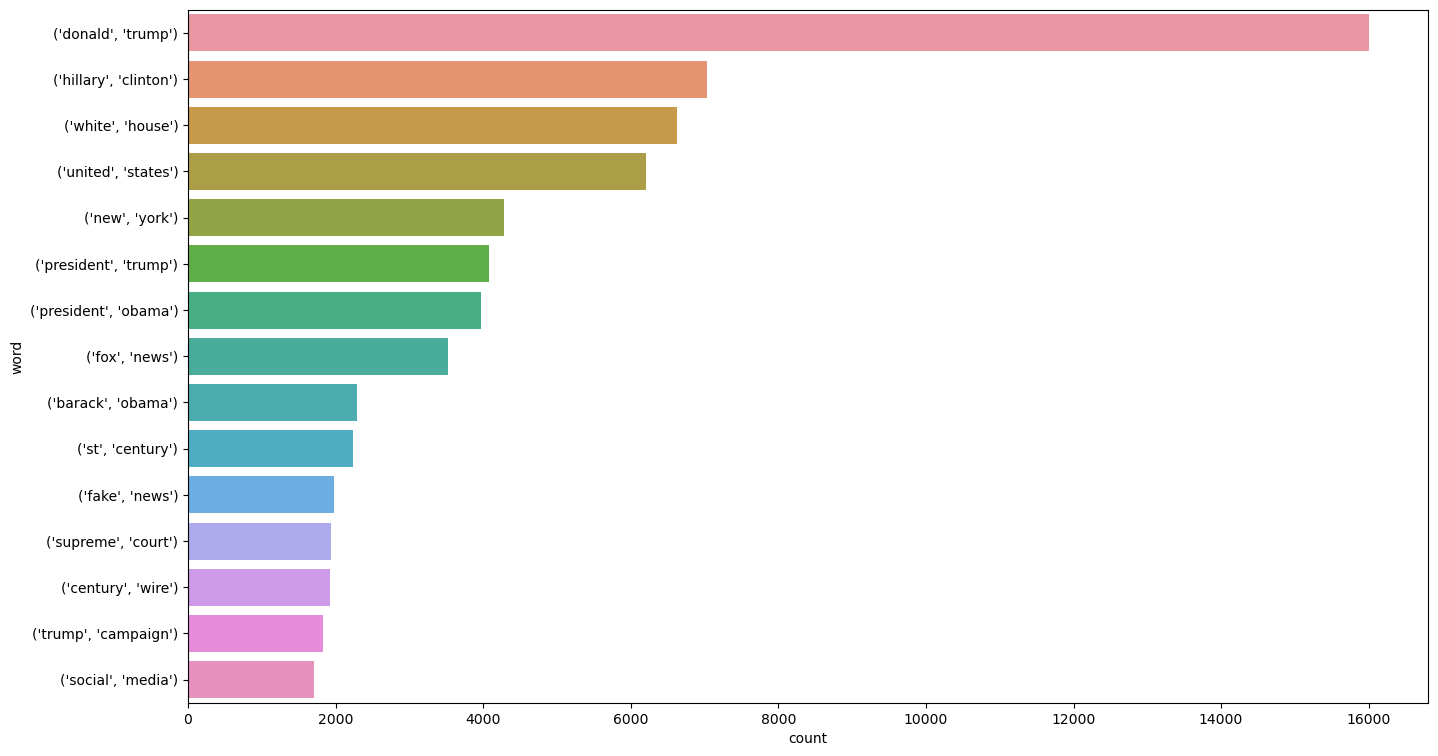 ('donald', 'trump')
('hillary', 'clinton')
('white', 'house')
('united', 'states')
('new', 'york')
('president', 'trump')
('president', 'obama')
('fox', 'news')
('barack', 'obama')
('st', 'century')
('fake', 'news')
('supreme', 'court')
('century', 'wire')
('trump', 'campaign')
('social', 'media')
word
0 2000 4000 6000 8000 10000 12000 14000 16000
count